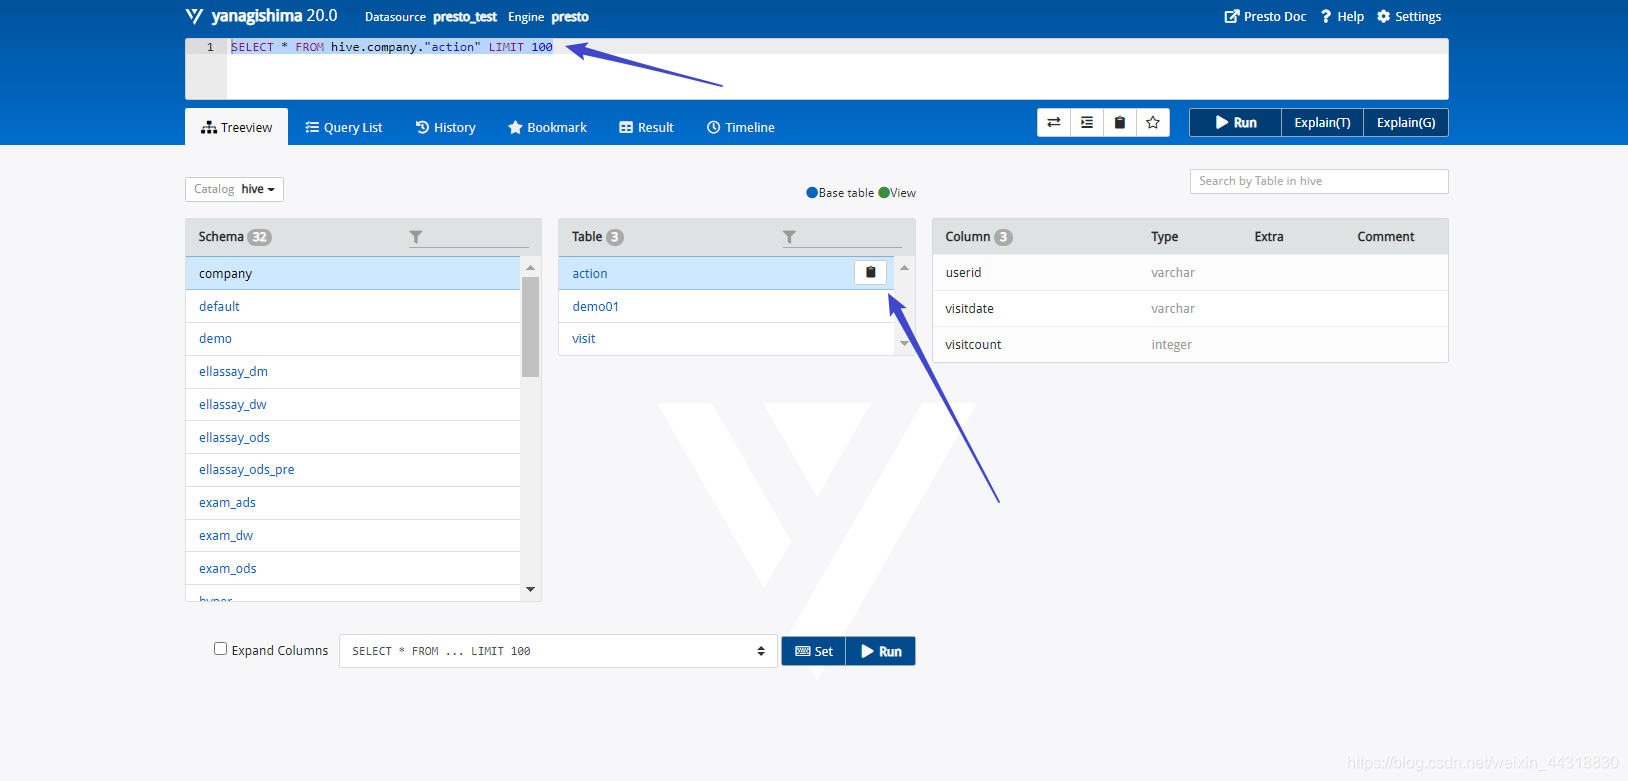 yanagishima 20.0 Datasource presto_test Engine presto Presto Doc Help Settings
1 SELECT * FROM hive.company."action" LIMIT 100
Treeview Query List History Bookmark Result Timeline Run Explain(T) Explain(G)
Catalog hive Base table View Search by Table in hive
Schema 32 Table 3 Column 3 Type Extra Comment
company action userid varchar
default demo01 visitdate varchar
demo visit visitcount integer
ellassay_dm
ellassay_dw
ellassay_ods
ellassay_ods_pre
exam_ads
exam_dw
exam_ods
Expand Columns SELECT * FROM ... LIMIT 100 Set Run
https://blog.csdn.net/weixin_44318830